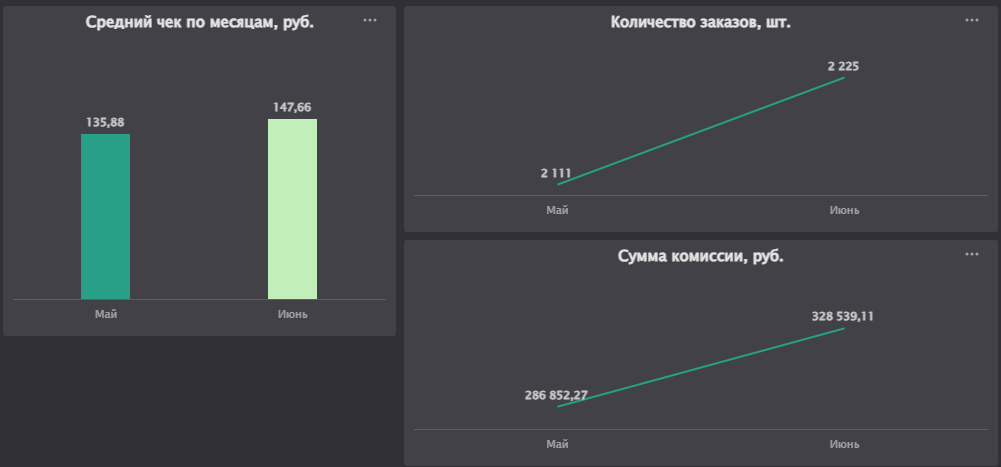 Средний чек по месяцам, руб.
147,66
135,88
Май
Июнь
Количество заказов, шт.
2 225
2 111
Май
Июнь
Сумма комиссии, руб.
328 539,11
286 852,27
Май
Июнь